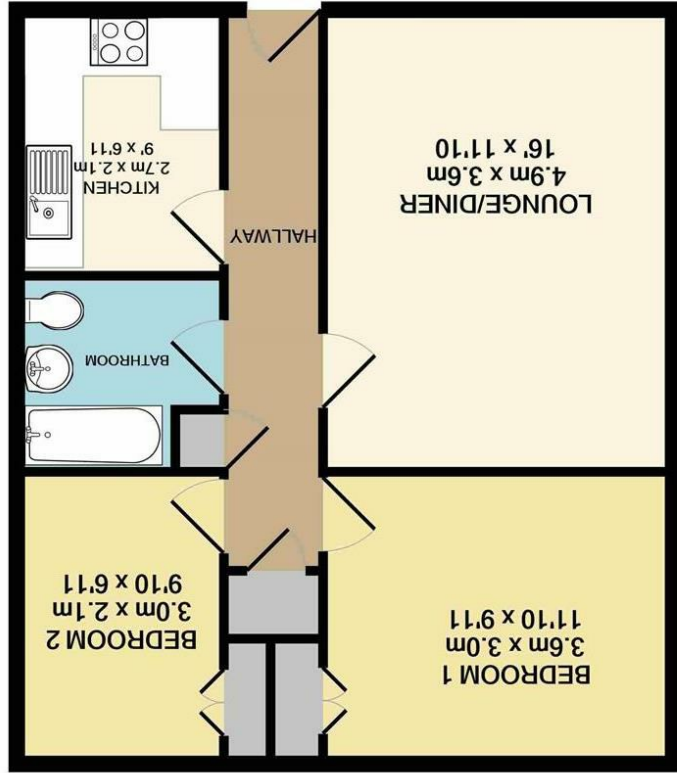 BEDROOM 1
3.6m x 3.0m
11'10 x 9'11
BEDROOM 2
3.0m x 2.1m
9'10 x 6'11
BATHROOM
HALLWAY
LOUNGE/DINER
4.9m x 3.6m
16' x 11'10
KITCHEN
2.7m x 2.1m
9' x 6'11